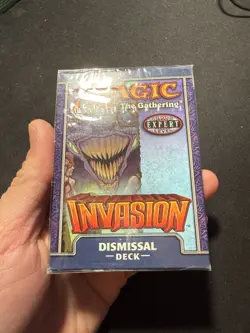 MAGIC
The Gathering
EXPERT
LEVEL
INVASION
DISMISSAL
DECK